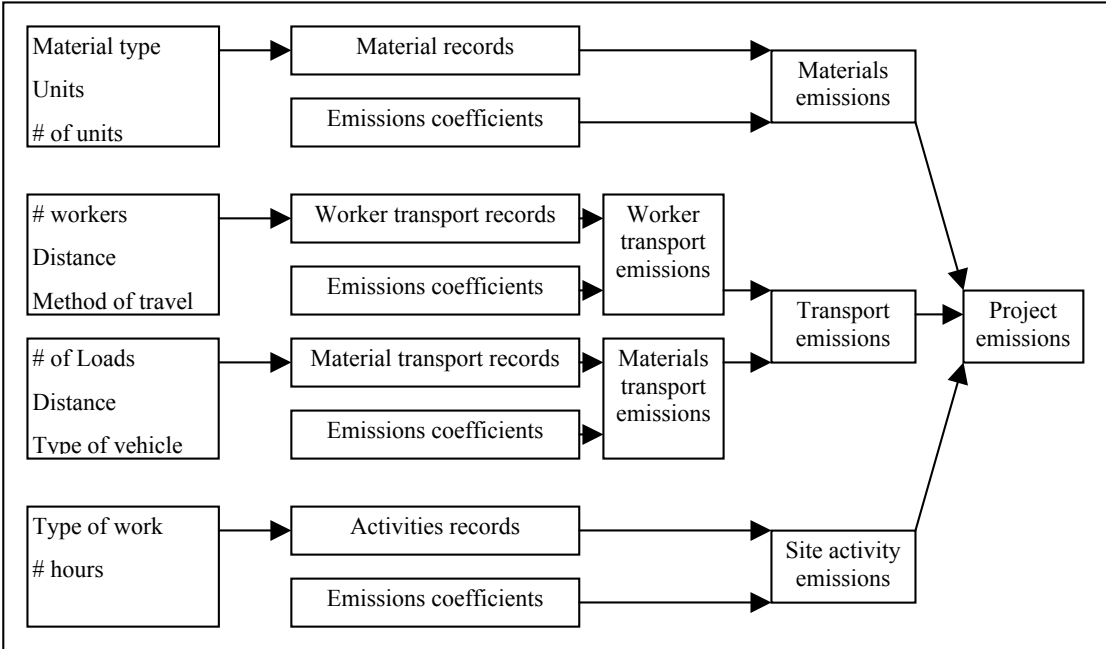 Material type
Units
# of units
Material records
Emissions coefficients
Materials
emissions
# workers
Distance
Method of travel
Worker transport records
Emissions coefficients
Worker
transport
emissions
# of Loads
Distance
Type of vehicle
Material transport records
Emissions coefficients
Materials
transport
emissions
Transport
emissions
Project
emissions
Type of work
# hours
Activities records
Emissions coefficients
Site activity
emissions